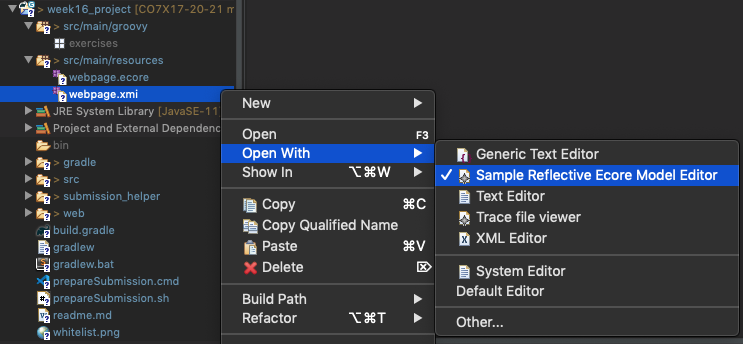 > week16_project [CO7X17-20-21 m
> src/main/groovy
exercises
> src/main/resources
webpage.ecore
webpage.xmi
JRE System Library [JavaSE-11
Project and External Dependenc
bin
> gradle
> src
> submission_helper
> web
build.gradle
gradlew
gradlew.bat
prepareSubmission.cmd
prepareSubmission.sh
readme.md
whitelist.png
New
Open F3
Open With
Show In ⌥⌘W
Copy ⌘C
Copy Qualified Name
Paste ⌘V
Delete ⌦
Build Path
Refactor ⌥⌘T
Generic Text Editor
✓ Sample Reflective Ecore Model Editor
Text Editor
Trace file viewer
XML Editor
System Editor
Default Editor
Other...